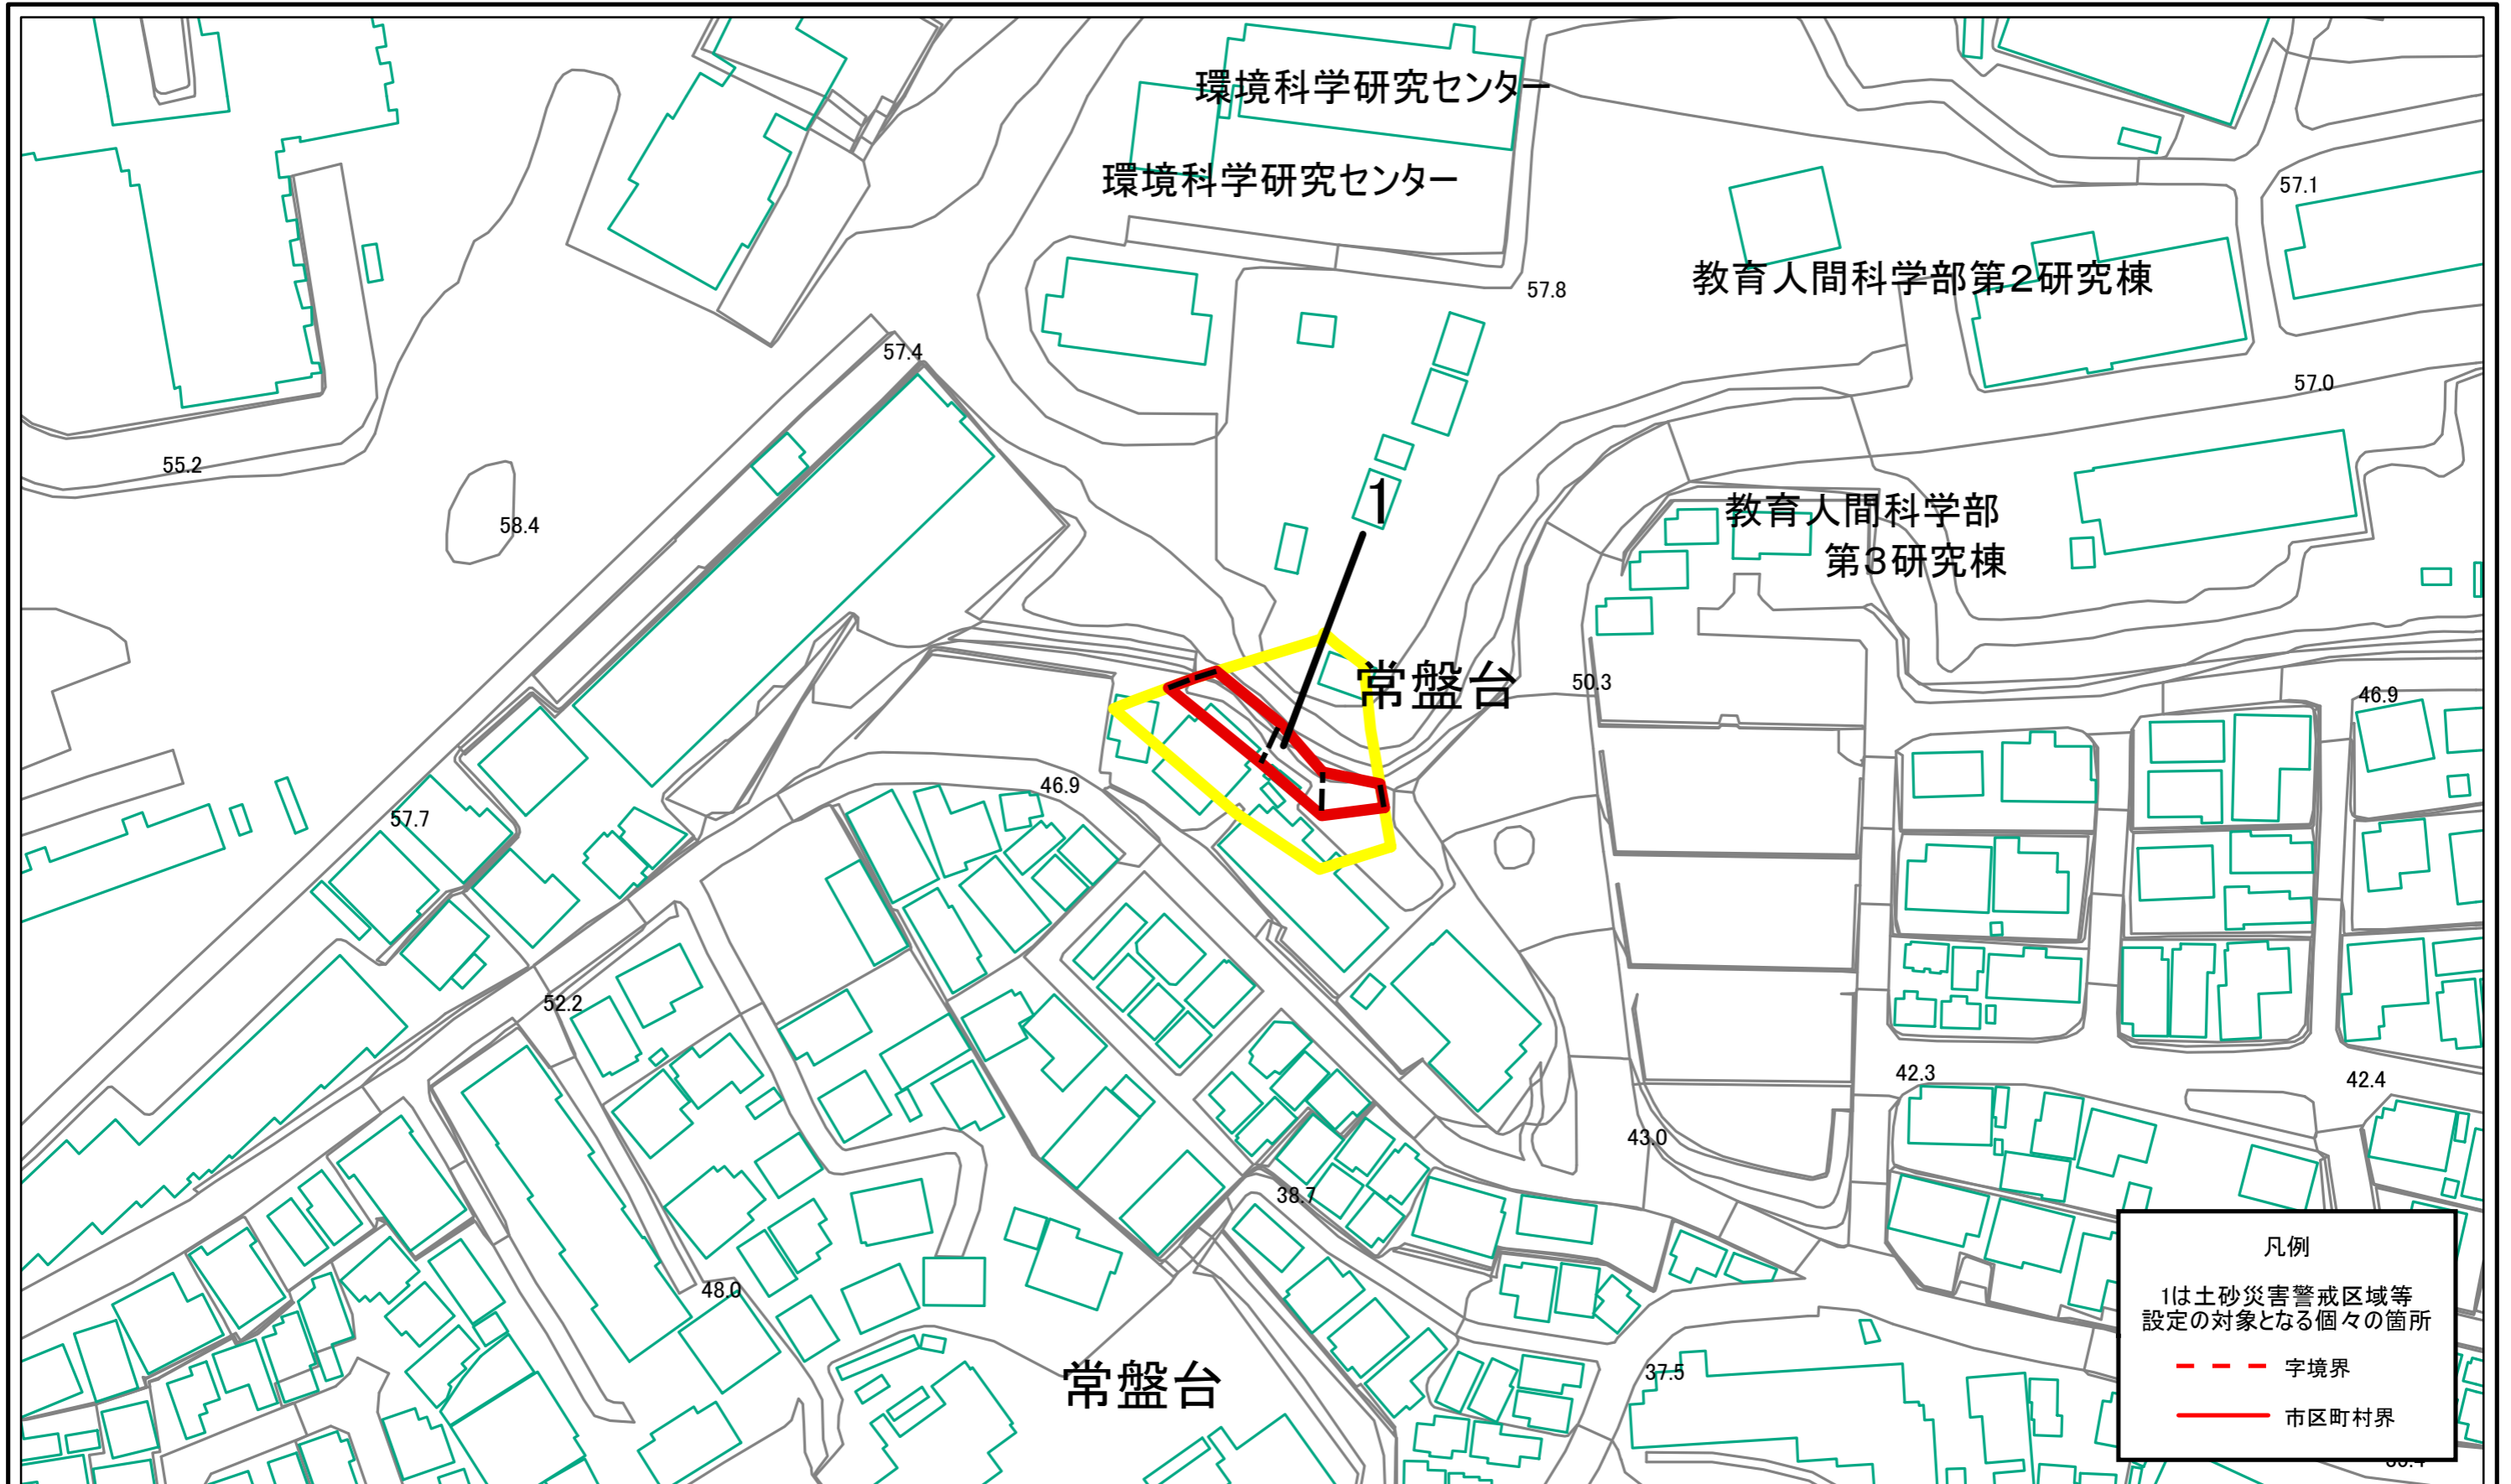 環境科学研究センター
環境科学研究センター
57.1
教育人間科学部第2研究棟
57.8
57.4
57.0
55.2
1
教育人間科学部
58.4
第3研究棟
常盤台
50.3
46.9
46.9
57.7
52.2
42.3
42.4
43.0
38.7
48.0
37.5
常盤台
凡例
1は土砂災害警戒区域等
設定の対象となる個々の箇所
字境界
市区町村界